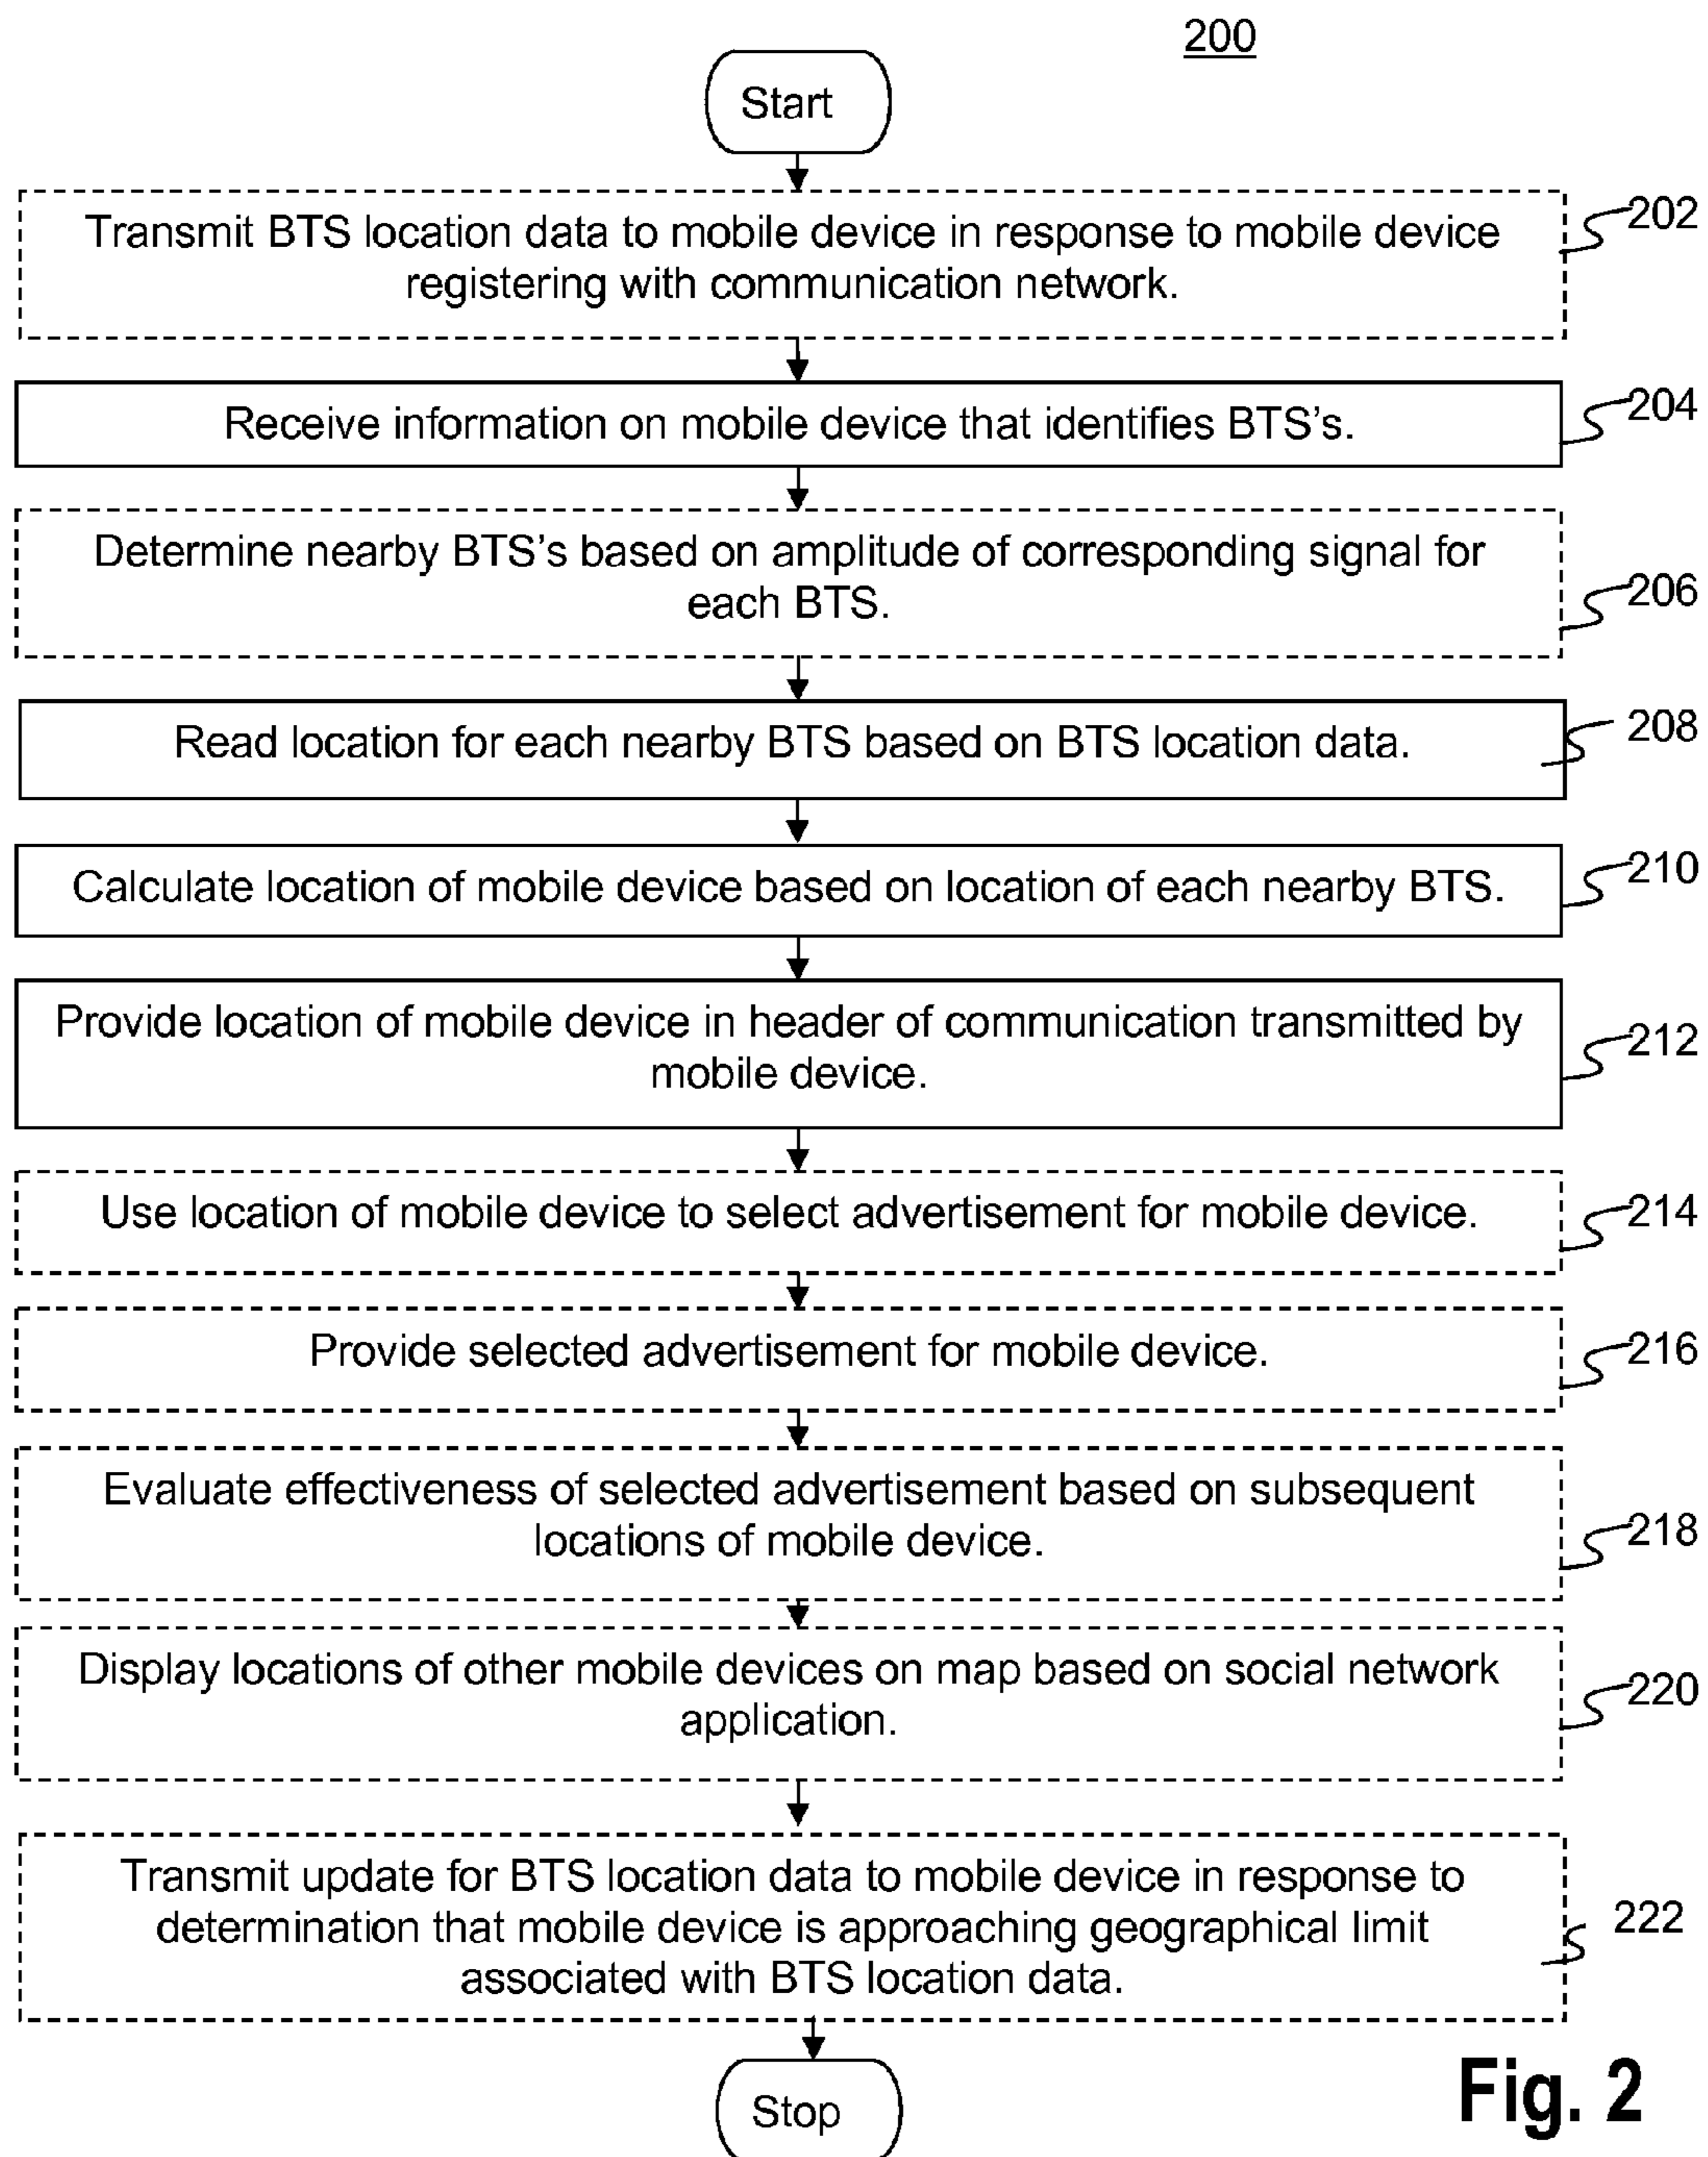 200
Start
Transmit BTS location data to mobile device in response to mobile device
registering with communication network.
202
Receive information on mobile device that identifies BTS's.
204
Determine nearby BTS's based on amplitude of corresponding signal for
each BTS.
206
Read location for each nearby BTS based on BTS location data.
208
Calculate location of mobile device based on location of each nearby BTS.
210
Provide location of mobile device in header of communication transmitted by
mobile device.
212
Use location of mobile device to select advertisement for mobile device.
214
Provide selected advertisement for mobile device.
216
Evaluate effectiveness of selected advertisement based on subsequent
locations of mobile device.
218
Display locations of other mobile devices on map based on social network
application.
220
Transmit update for BTS location data to mobile device in response to
determination that mobile device is approaching geographical limit
associated with BTS location data.
222
Stop
Fig. 2